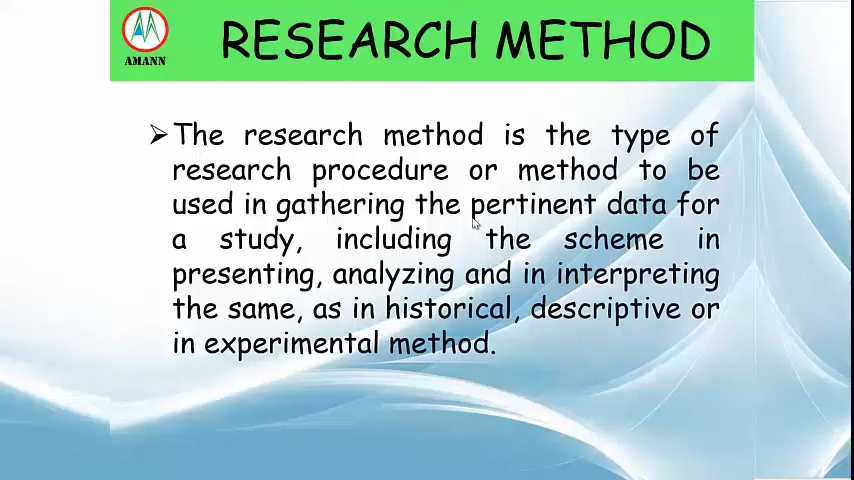 RESEARCH METHOD
AMANN
➢The research method is the type of
research procedure or method to be
used in gathering the pertinent data for
a study, including the scheme in
presenting, analyzing and in interpreting
the same, as in historical, descriptive or
in experimental method.